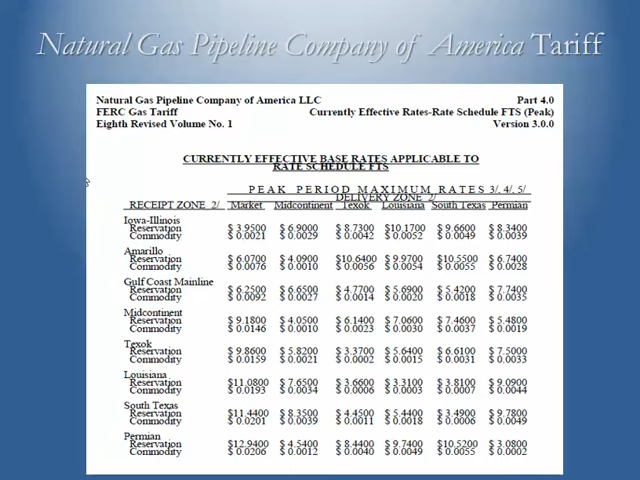 Natural Gas Pipeline Company of America Tariff
Natural Gas Pipeline Company of America LLC Part 4.0
FERC Gas Tariff Currently Effective Rates-Rate Schedule FTS (Peak)
Eighth Revised Volume No. 1 Version 3.0.0
CURRENTLY EFFECTIVE BASE RATES APPLICABLE TO
RATE SCHEDULE FTS
PEAK PERIOD MAXIMUM RATES 3/, 4/, 5/
DELIVERY ZONE 2/
RECEIPT ZONE 2/ Market Midcontinent Texok Louisiana South Texas Permian
Iowa-Illinois
Reservation $ 3.9500 $ 6.9000 $ 8.7300 $10.1700 $ 9.6600 $ 8.3400
Commodity $ 0.0021 $ 0.0029 $ 0.0042 $ 0.0052 $ 0.0049 $ 0.0039
Amarillo
Reservation $ 6.0700 $ 4.0900 $10.6400 $ 9.9700 $10.5500 $ 6.7400
Commodity $ 0.0076 $ 0.0010 $ 0.0056 $ 0.0054 $ 0.0055 $ 0.0028
Gulf Coast Mainline
Reservation $ 6.2500 $ 6.6500 $ 4.7700 $ 5.6900 $ 5.4200 $ 7.7400
Commodity $ 0.0092 $ 0.0027 $ 0.0014 $ 0.0020 $ 0.0018 $ 0.0035
Midcontinent
Reservation $ 9.1800 $ 4.0500 $ 6.1400 $ 7.0600 $ 7.4600 $ 5.4800
Commodity $ 0.0146 $ 0.0010 $ 0.0023 $ 0.0030 $ 0.0037 $ 0.0019
Texok
Reservation $ 9.8600 $ 5.8200 $ 3.3700 $ 5.6400 $ 6.6100 $ 7.5000
Commodity $ 0.0159 $ 0.0021 $ 0.0002 $ 0.0015 $ 0.0031 $ 0.0033
Louisiana
Reservation $11.0800 $ 7.6500 $ 3.6600 $ 3.3100 $ 3.8100 $ 9.0900
Commodity $ 0.0193 $ 0.0034 $ 0.0006 $ 0.0003 $ 0.0007 $ 0.0044
South Texas
Reservation $11.4400 $ 8.3500 $ 4.4500 $ 5.4400 $ 3.4900 $ 9.7800
Commodity $ 0.0201 $ 0.0039 $ 0.0011 $ 0.0018 $ 0.0006 $ 0.0049
Permian
Reservation $12.9400 $ 4.5400 $ 8.4400 $ 9.7400 $10.5200 $ 3.0800
Commodity $ 0.0206 $ 0.0012 $ 0.0040 $ 0.0049 $ 0.0055 $ 0.0002